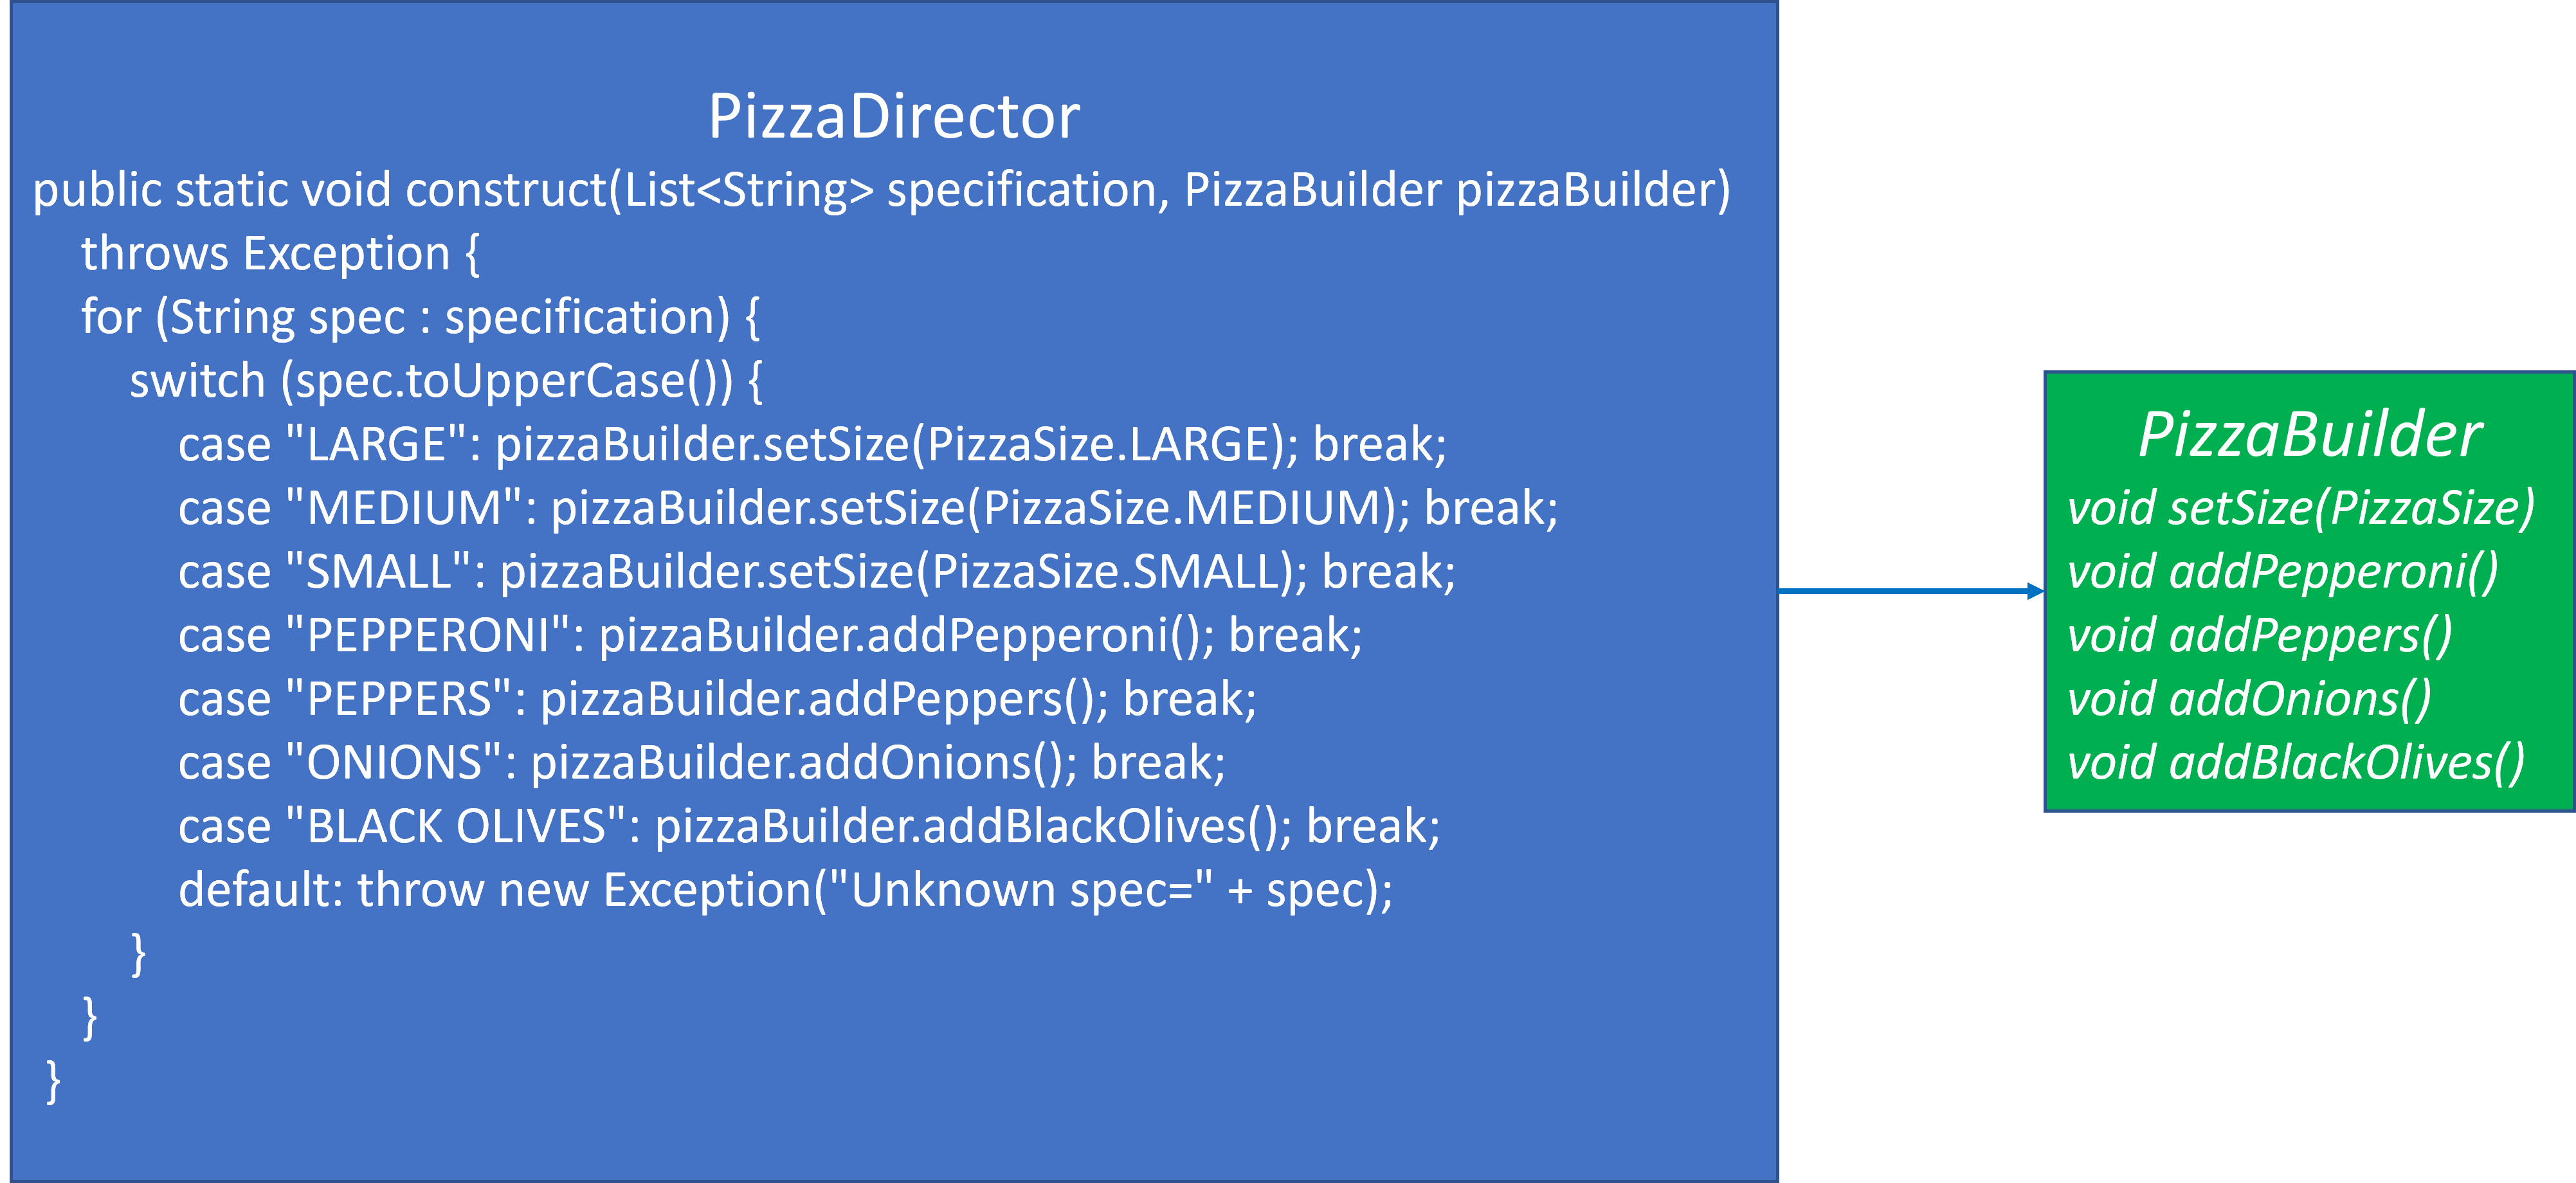 PizzaDirector
public static void construct(List<String> specification, PizzaBuilder pizzaBuilder)
throws Exception {
for (String spec : specification) {
switch (spec.toUpperCase()) {
case "LARGE": pizzaBuilder.setSize(PizzaSize.LARGE); break;
case "MEDIUM": pizzaBuilder.setSize(PizzaSize.MEDIUM); break;
case "SMALL": pizzaBuilder.setSize(PizzaSize.SMALL); break;
case "PEPPERONI": pizzaBuilder.addPepperoni(); break;
case "PEPPERS": pizzaBuilder.addPeppers(); break;
case "ONIONS": pizzaBuilder.addOnions(); break;
case "BLACK OLIVES": pizzaBuilder.addBlackOlives(); break;
default: throw new Exception("Unknown spec=" + spec);
}
}
}
PizzaBuilder
void setSize(PizzaSize)
void addPepperoni()
void addPeppers()
void addOnions()
void addBlackOlives()